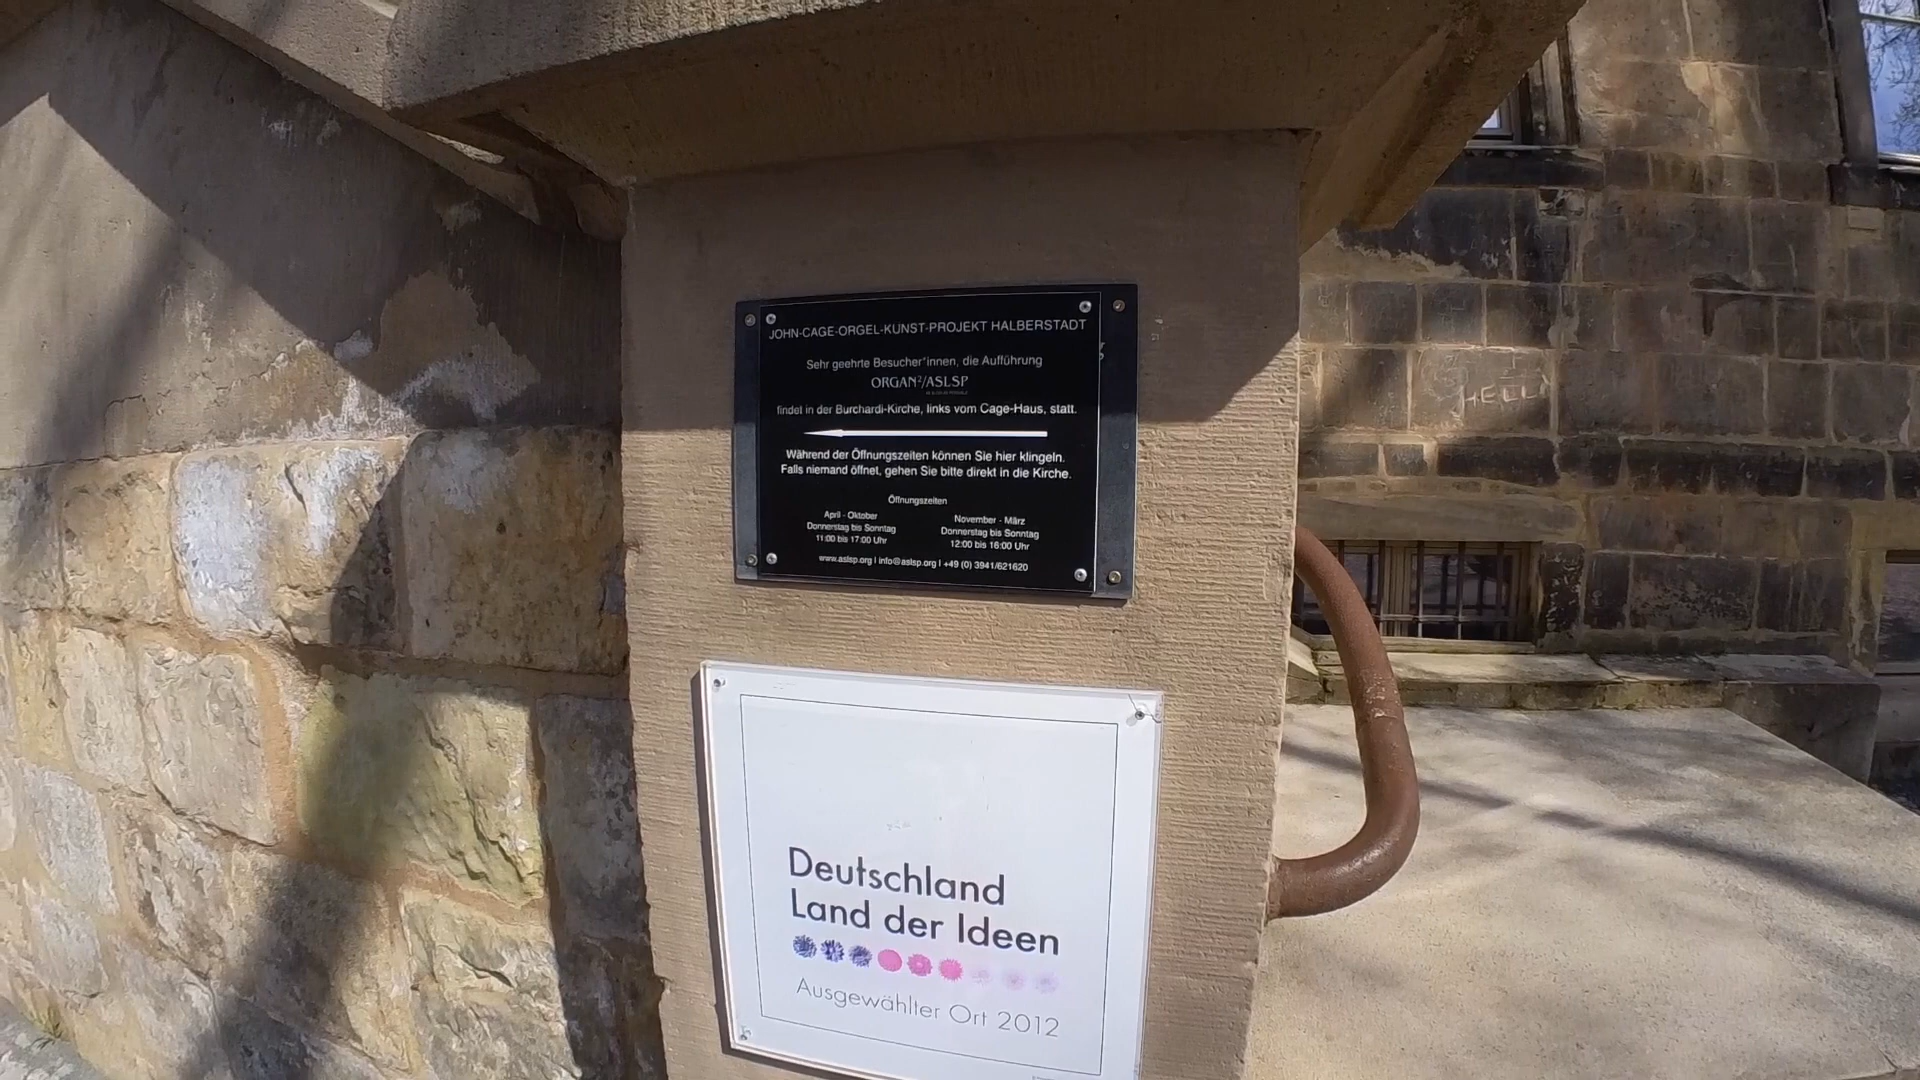 JOHN-CAGE-ORGEL-KUNST-PROJEKT HALBERSTADT
Sehr geehrte Besucher*innen, die Aufführung
ORGAN²/ASLSP
findet in der Burchardi-Kirche, links vom Cage-Haus, statt.
Während der Öffnungszeiten können Sie hier klingeln.
Falls niemand öffnet, gehen Sie bitte direkt in die Kirche.
Öffnungszeiten
April - Oktober
Donnerstag bis Sonntag
11:00 bis 17:00 Uhr
November - März
Donnerstag bis Sonntag
12:00 bis 16:00 Uhr
www.aslsp.org I info@aslsp.org I +49 (0) 3941/621620
Deutschland
Land der Ideen
Ausgewählter Ort 2012